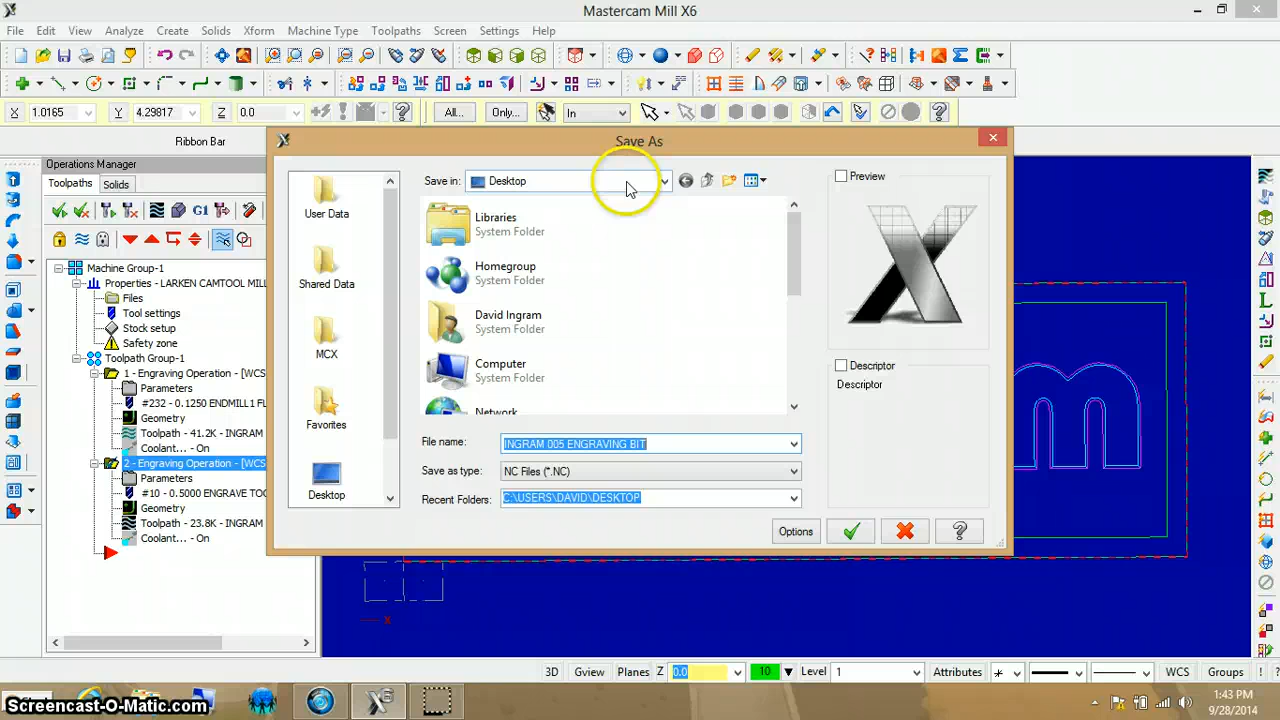 Mastercam Mill X6
File Edit View Analyze Create Solids Xform Machine Type Toolpaths Screen Settings Help
G1
X 1.0165 Y 4.29817 Z 0.0 All... Only... In
Ribbon Bar
Operations Manager
Toolpaths Solids
G1
Machine Group-1
Properties - LARKEN CAMTOOL MILL
Files
Tool settings
Stock setup
Safety zone
Toolpath Group-1
1 - Engraving Operation - [WCS
Parameters
#232 - 0.1250 ENDMILL1 FL
Geometry
Toolpath - 41.2K - INGRAM
Coolant... - On
2 - Engraving Operation - [WCS
Parameters
#10 - 0.5000 ENGRAVE TOO
Geometry
Toolpath - 23.8K - INGRAM
Coolant... - On
Save As
Save in: Desktop
User Data
Shared Data
MCX
Favorites
Desktop
Libraries
System Folder
Homegroup
System Folder
David Ingram
System Folder
Computer
System Folder
Network
File name: INGRAM 005 ENGRAVING BIT
Save as type: NC Files (*.NC)
Recent Folders: C:\USERS\DAVID\DESKTOP
Options
Preview
X
Descriptor
Descriptor
m
X
3D Gview Planes Z 0.0 10 Level 1 Attributes WCS Groups ! ?
Screencast-O-Matic.com
1:43 PM
9/28/2014